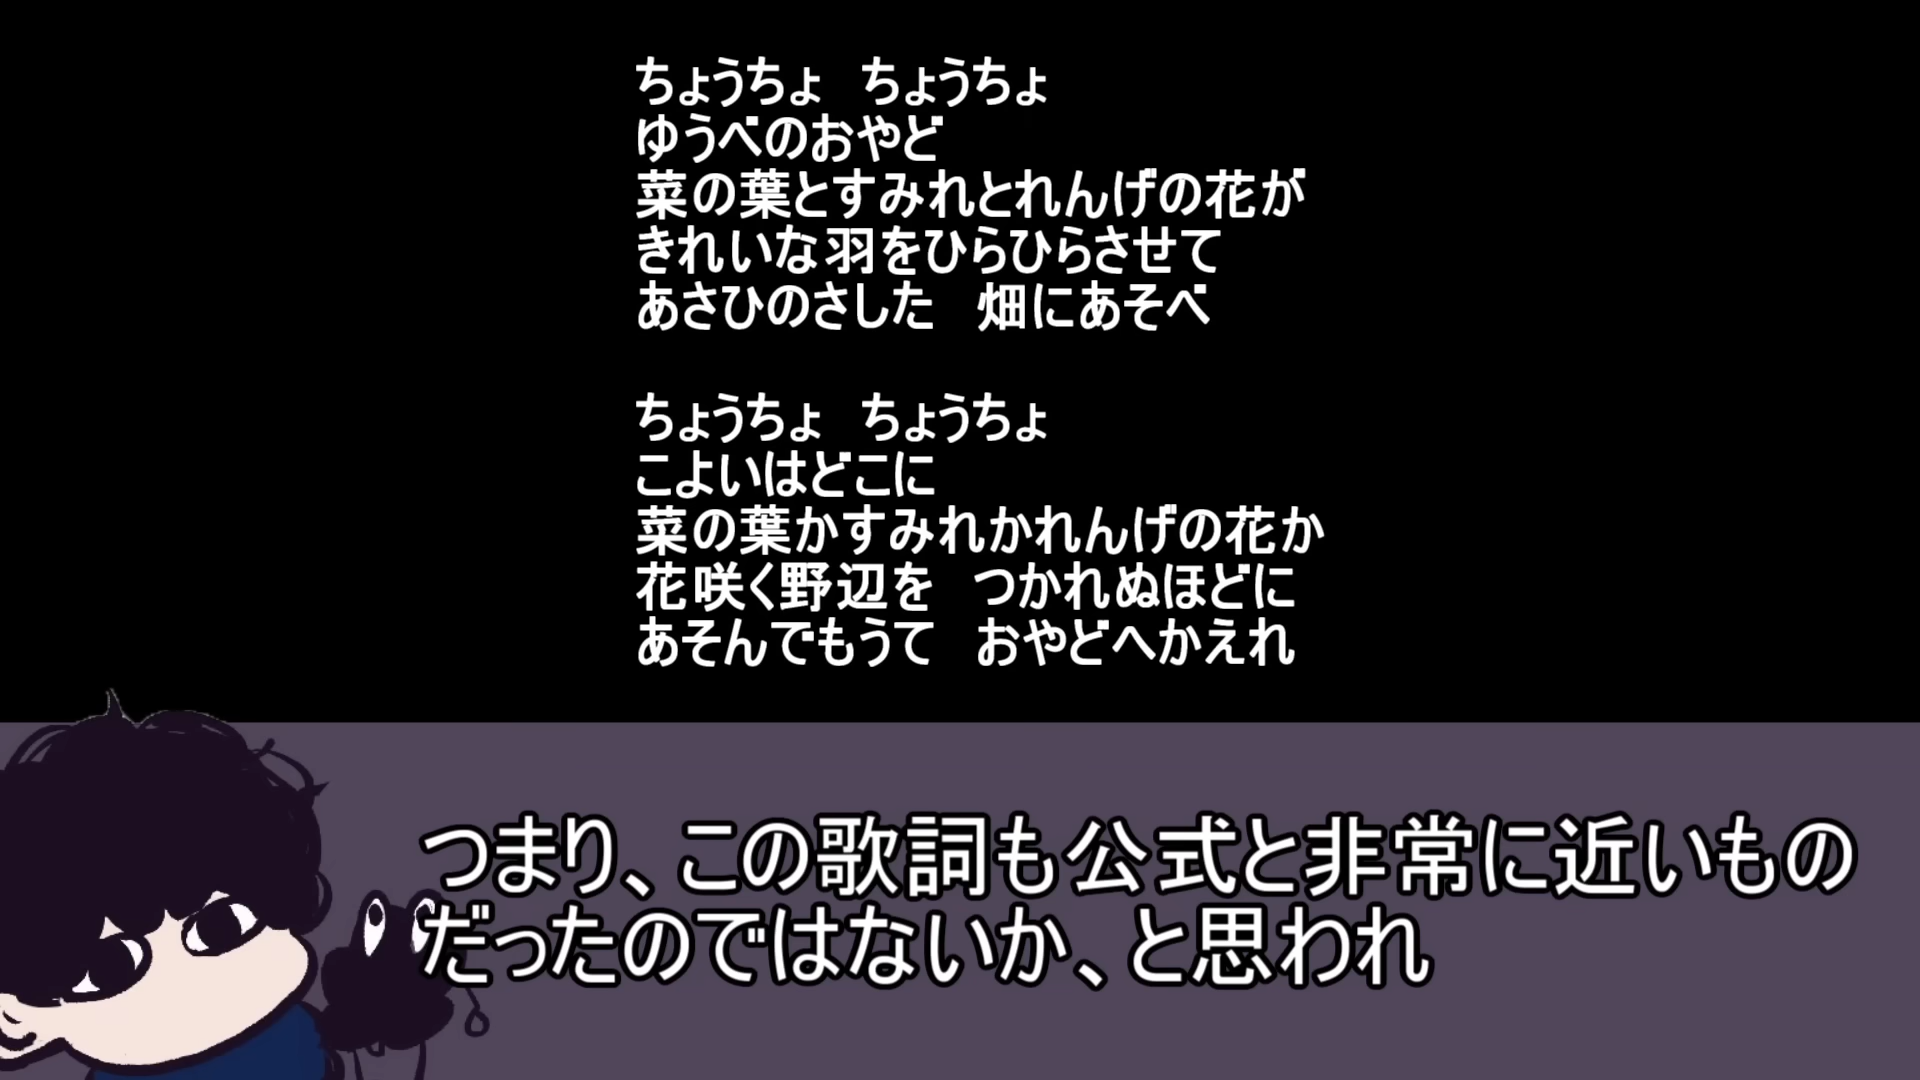 ちょうちょ　ちょうちょ
ゆうべのおやど
菜の葉とすみれとれんげの花が
きれいな羽をひらひらさせて
あさひのさした　畑にあそべ
ちょうちょ　ちょうちょ
こよいはどこに
菜の葉かすみれかれんげの花か
花咲く野辺を　つかれぬほどに
あそんでもうて　おやどへかえれ
つまり、この歌詞も公式と非常に近いもの
だったのではないか、と思われ